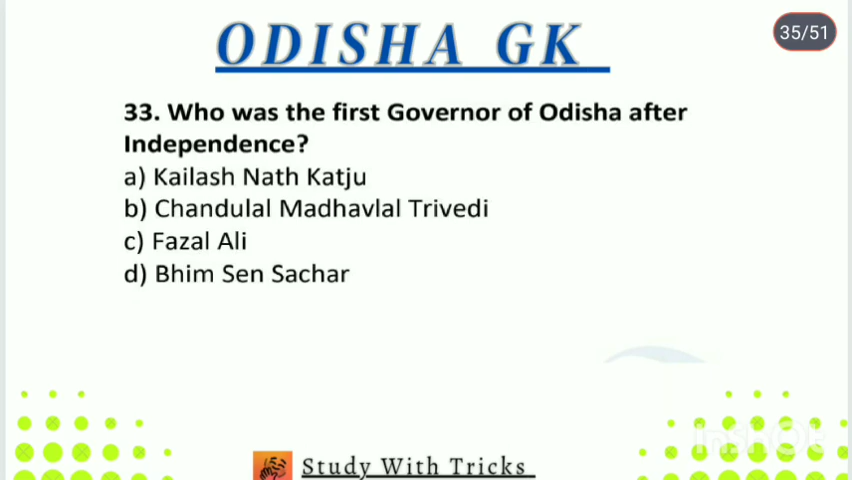 ODISHA GK
35/51
33. Who was the first Governor of Odisha after
Independence?
a) Kailash Nath Katju
b) Chandulal Madhavlal Trivedi
c) Fazal Ali
d) Bhim Sen Sachar
InShOt
Study With Tricks